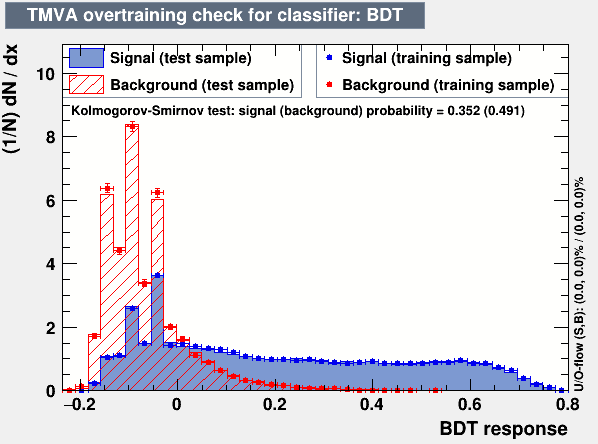 TMVA overtraining check for classifier: BDT
(1/N) dN / dx
Signal (test sample)
Background (test sample)
Signal (training sample)
Background (training sample)
Kolmogorov-Smirnov test: signal (background) probability = 0.352 (0.491)
10
8
6
4
2
0
-0.2
0
0.2
0.4
0.6
0.8
BDT response
U/O-flow (S,B): (0.0, 0.0)% / (0.0, 0.0)%